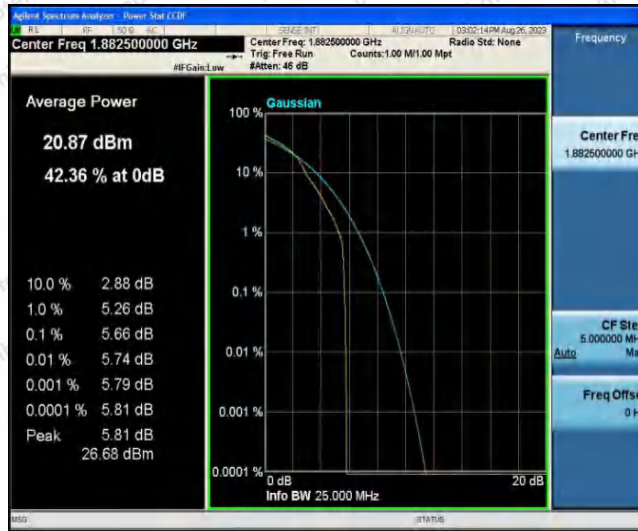 Agilent Spectrum Analyzer - Power Stat CCDF
RL RF 50 Ω AC SENSE:INT ALIGN AUTO 03:02:14 PM Aug 26, 2023
Center Freq 1.882500000 GHz
Center Freq: 1.882500000 GHz
Radio Std: None
Trig: Free Run
Counts:1.00 M/1.00 Mpt
#IFGain:Low
#Atten: 46 dB
Average Power
20.87 dBm
42.36 % at 0dB
10.0 % 2.88 dB
1.0 % 5.26 dB
0.1 % 5.66 dB
0.01 % 5.74 dB
0.001 % 5.79 dB
0.0001 % 5.81 dB
Peak 5.81 dB
26.68 dBm
Gaussian
100 %
10 %
1 %
0.1 %
0.01 %
0.001 %
0.0001 %
0 dB
20 dB
Info BW 25.000 MHz
Frequency
Center Fre
1.882500000 GH
CF Ste
5.000000 MH
Auto Ma
Freq Offse
0 H
MSG
STATUS